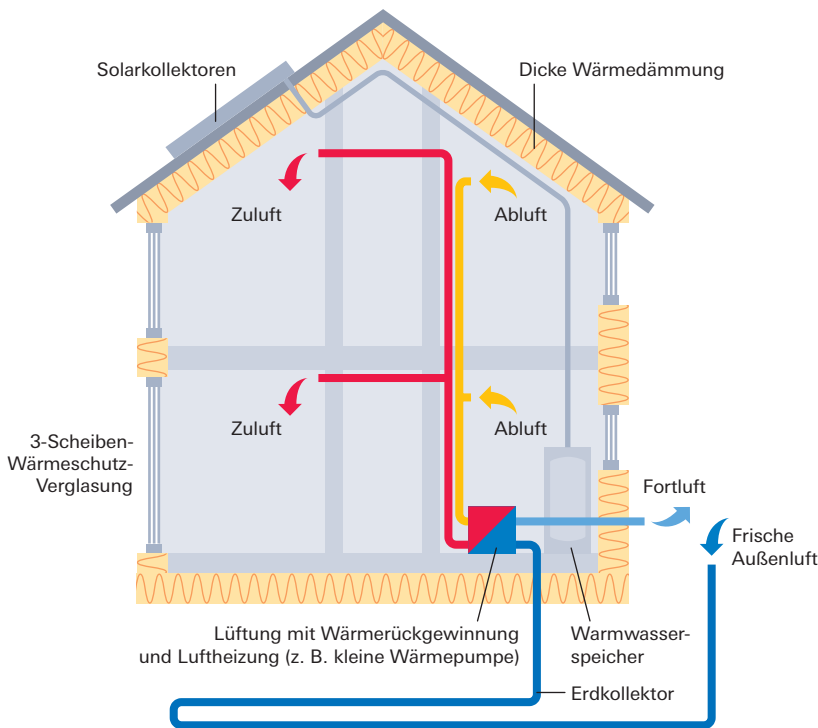 Solarkollektoren
Dicke Wärmedämmung
Zuluft
Abluft
Zuluft
Abluft
3-Scheiben-
Wärmeschutz-
Verglasung
Fortluft
Frische
Außenluft
Lüftung mit Wärmerückgewinnung
und Luftheizung (z. B. kleine Wärmepumpe)
Warmwasser-
speicher
Erdkollektor